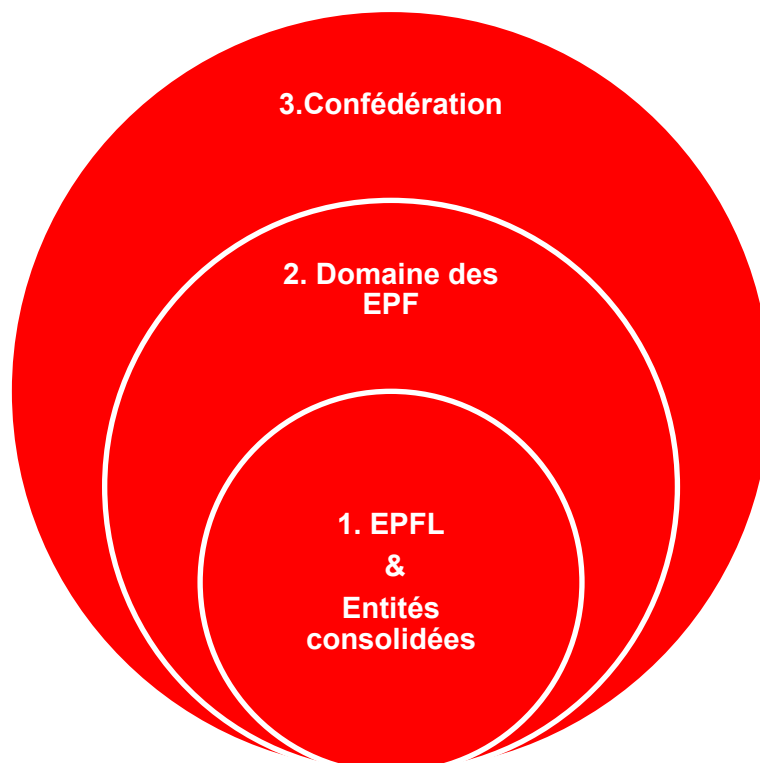 3.Confédération
2. Domaine des
EPF
1. EPFL
&
Entités
consolidées